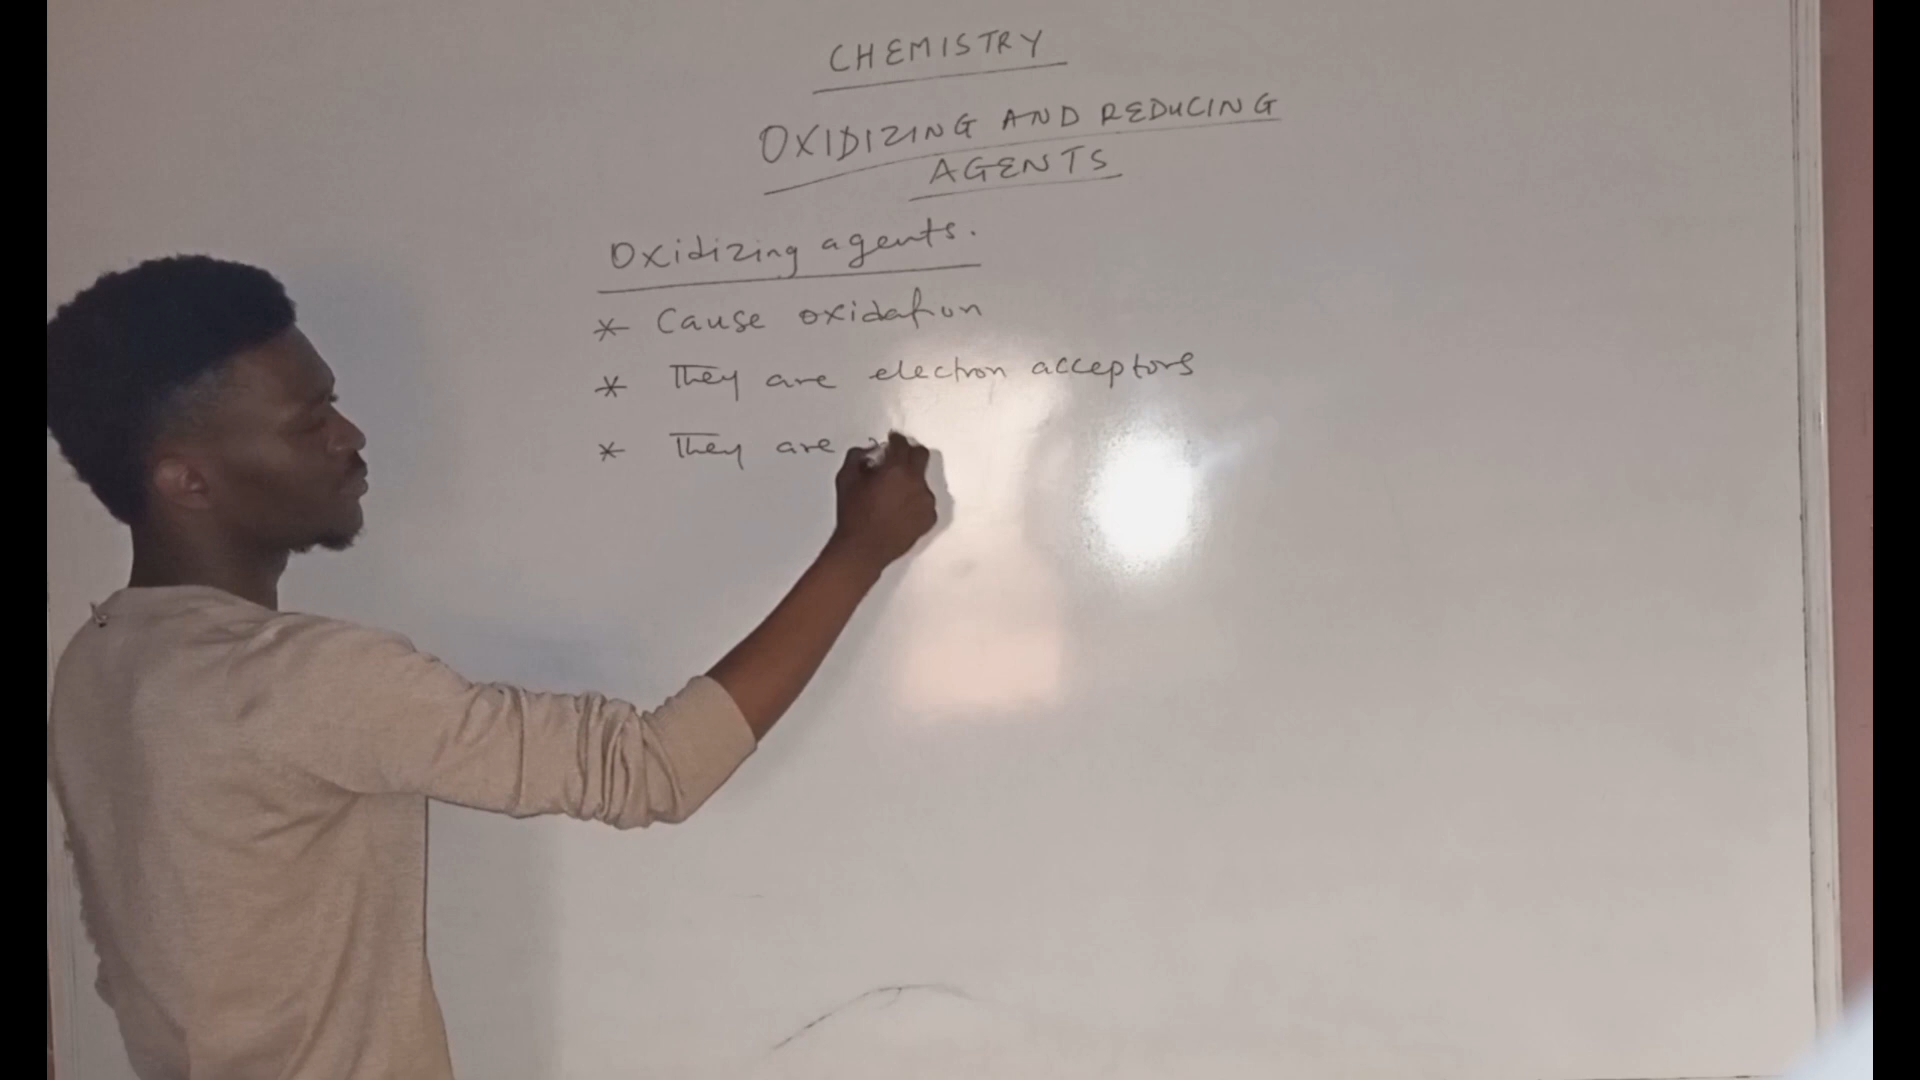 CHEMISTRY
OXIDIZING AND REDUCING
AGENTS
Oxidizing agents.
* Cause oxidation
* They are electron acceptors
* They are